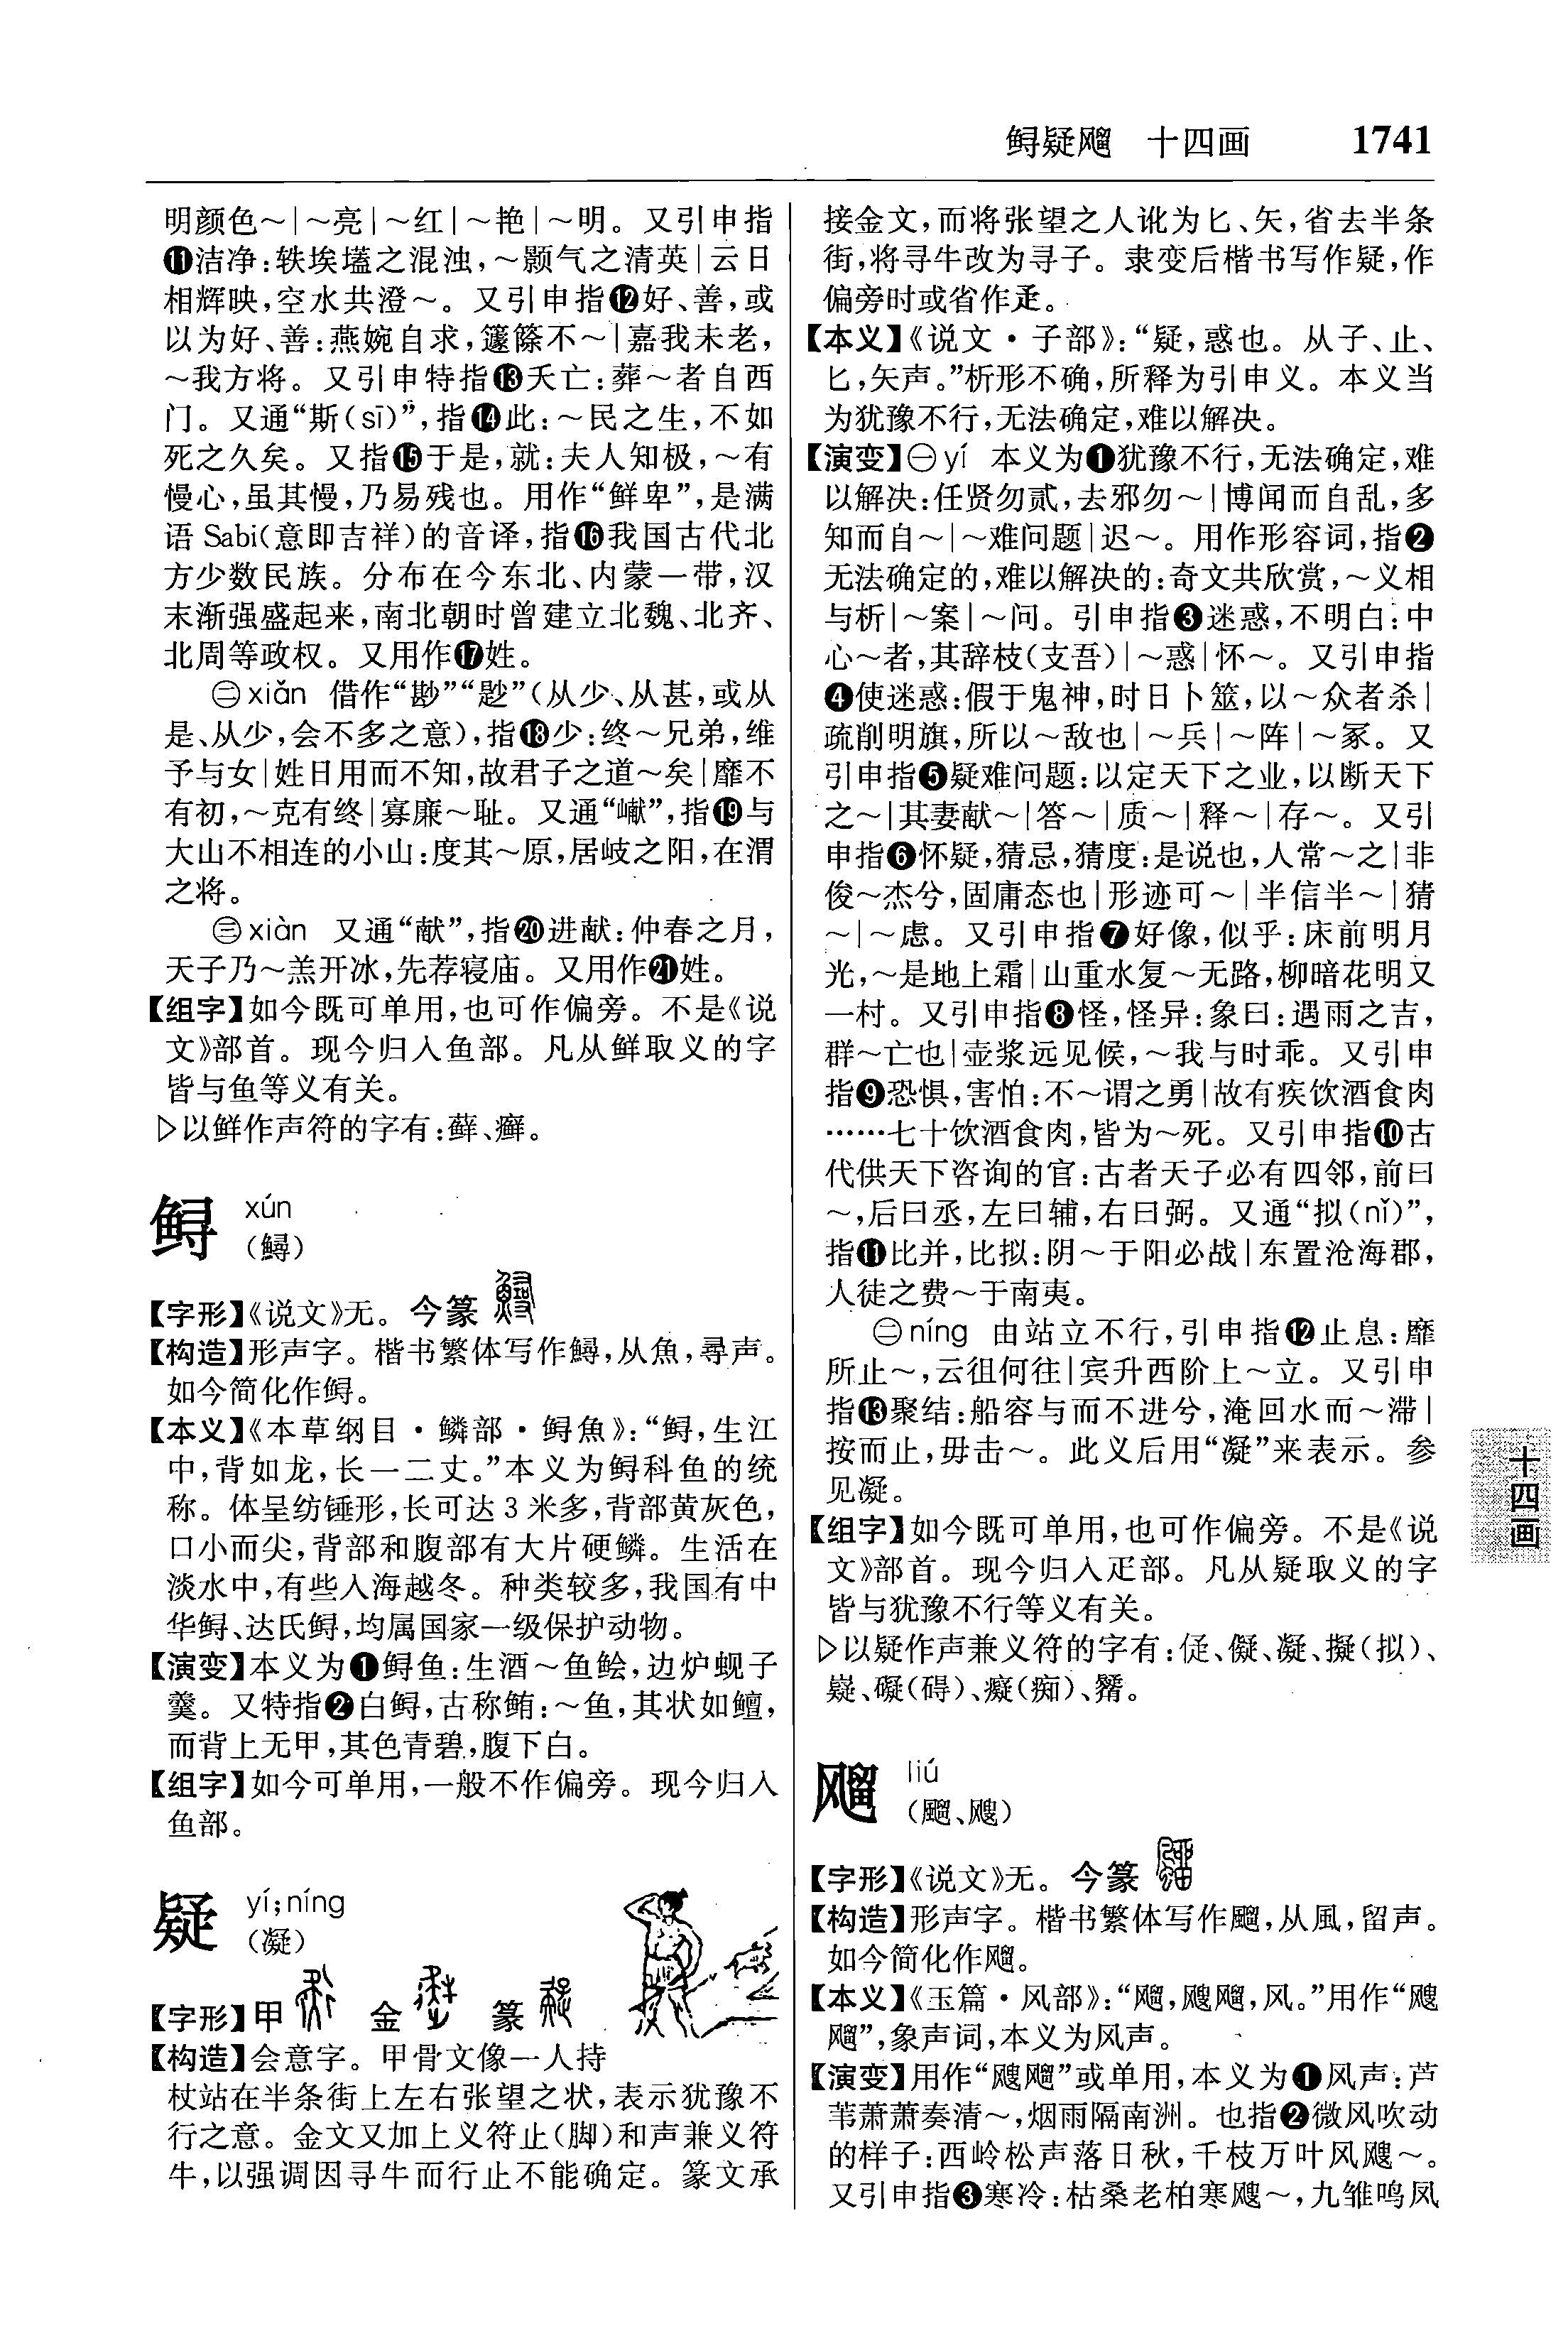 鲟疑飗 十四画 1741
明颜色～|～亮|～红|～艳|～明。又引申指
⓫洁净:轶埃壒之混浊,～颢气之清英|云日
相辉映,空水共澄～。又引申指⓬好、善,或
以为好、善:燕婉自求,籧篨不～|嘉我未老,
～我方将。又引申特指⓭夭亡:葬～者自西
门。又通“斯(sī)”,指⓮此:～民之生,不如
死之久矣。又指⓯于是,就:夫人知极,～有
慢心,虽其慢,乃易残也。用作“鲜卑”,是满
语 Sabi(意即吉祥)的音译,指⓰我国古代北
方少数民族。分布在今东北、内蒙一带,汉
末渐强盛起来,南北朝时曾建立北魏、北齐、
北周等政权。又用作⓱姓。
㊁xiǎn 借作“尠”“尟”(从少、从甚,或从
是、从少,会不多之意),指⓲少:终～兄弟,维
予与女|姓日用而不知,故君子之道～矣|靡不
有初,～克有终|寡廉～耻。又通“巘”,指⓳与
大山不相连的小山:度其～原,居岐之阳,在渭
之将。
㊂xiàn 又通“献”,指⓴进献:仲春之月,
天子乃～羔开冰,先荐寝庙。又用作㉑姓。
【组字】如今既可单用,也可作偏旁。不是《说
文》部首。现今归入鱼部。凡从鲜取义的字
皆与鱼等义有关。
▷以鲜作声符的字有:藓、癣。
鲟 xún
(鱘)
【字形】《说文》无。今篆
【构造】形声字。楷书繁体写作鱘,从魚,尋声。
如今简化作鲟。
【本义】《本草纲目·鳞部·鲟魚》:“鲟,生江
中,背如龙,长一二丈。”本义为鲟科鱼的统
称。体呈纺锤形,长可达 3 米多,背部黄灰色,
口小而尖,背部和腹部有大片硬鳞。生活在
淡水中,有些入海越冬。种类较多,我国有中
华鲟、达氏鲟,均属国家一级保护动物。
【演变】本义为❶鲟鱼:生酒～鱼鲙,边炉蚬子
羹。又特指❷白鲟,古称鲔:～鱼,其状如鳣,
而背上无甲,其色青碧,腹下白。
【组字】如今可单用,一般不作偏旁。现今归入
鱼部。
疑 yí;níng
(凝)
【字形】甲 金 篆
【构造】会意字。甲骨文像一人持
杖站在半条街上左右张望之状,表示犹豫不
行之意。金文又加上义符止(脚)和声兼义符
牛,以强调因寻牛而行止不能确定。篆文承
接金文,而将张望之人讹为匕、矢,省去半条
街,将寻牛改为寻子。隶变后楷书写作疑,作
偏旁时或省作𤴔。
【本义】《说文·子部》:“疑,惑也。从子、止、
匕,矢声。”析形不确,所释为引申义。本义当
为犹豫不行,无法确定,难以解决。
【演变】㊀yí 本义为❶犹豫不行,无法确定,难
以解决:任贤勿贰,去邪勿～|博闻而自乱,多
知而自～|～难问题|迟～。用作形容词,指❷
无法确定的,难以解决的:奇文共欣赏,～义相
与析|～案|～问。引申指❸迷惑,不明白:中
心～者,其辞枝(支吾)|～惑|怀～。又引申指
❹使迷惑:假于鬼神,时日卜筮,以～众者杀|
疏削明旗,所以～敌也|～兵|～阵|～冢。又
引申指❺疑难问题:以定天下之业,以断天下
之～|其妻献～|答～|质～|释～|存～。又引
申指❻怀疑,猜忌,猜度:是说也,人常～之|非
俊～杰兮,固庸态也|形迹可～|半信半～|猜
～|～虑。又引申指❼好像,似乎:床前明月
光,～是地上霜|山重水复～无路,柳暗花明又
一村。又引申指❽怪,怪异:象曰:遇雨之吉,
群～亡也|壶浆远见候,～我与时乖。又引申
指❾恐惧,害怕:不～谓之勇|故有疾饮酒食肉
……七十饮酒食肉,皆为～死。又引申指❿古
代供天下咨询的官:古者天子必有四邻,前曰
～,后曰丞,左曰辅,右曰弼。又通“拟(nǐ)”,
指⓫比并,比拟:阴～于阳必战|东置沧海郡,
人徒之费～于南夷。
㊁níng 由站立不行,引申指⓬止息:靡
所止～,云徂何往|宾升西阶上～立。又引申
指⓭聚结:船容与而不进兮,淹回水而～滞|
按而止,毋击～。此义后用“凝”来表示。参
见凝。
【组字】如今既可单用,也可作偏旁。不是《说
文》部首。现今归入疋部。凡从疑取义的字
皆与犹豫不行等义有关。
▷以疑作声兼义符的字有:㑄、儗、凝、擬(拟)、
嶷、礙(碍)、癡(痴)、。
飗 liú
(飀、飕)
【字形】《说文》无。今篆
【构造】形声字。楷书繁体写作飀,从風,留声。
如今简化作飗。
【本义】《玉篇·风部》:“飗,飕飗,风。”用作“飕
飗”,象声词,本义为风声。
【演变】用作“飕飗”或单用,本义为❶风声:芦
苇萧萧奏清～,烟雨隔南洲。也指❷微风吹动
的样子:西岭松声落日秋,千枝万叶风飕～。
又引申指❸寒冷:枯桑老柏寒飕～,九雏鸣凤
十四画